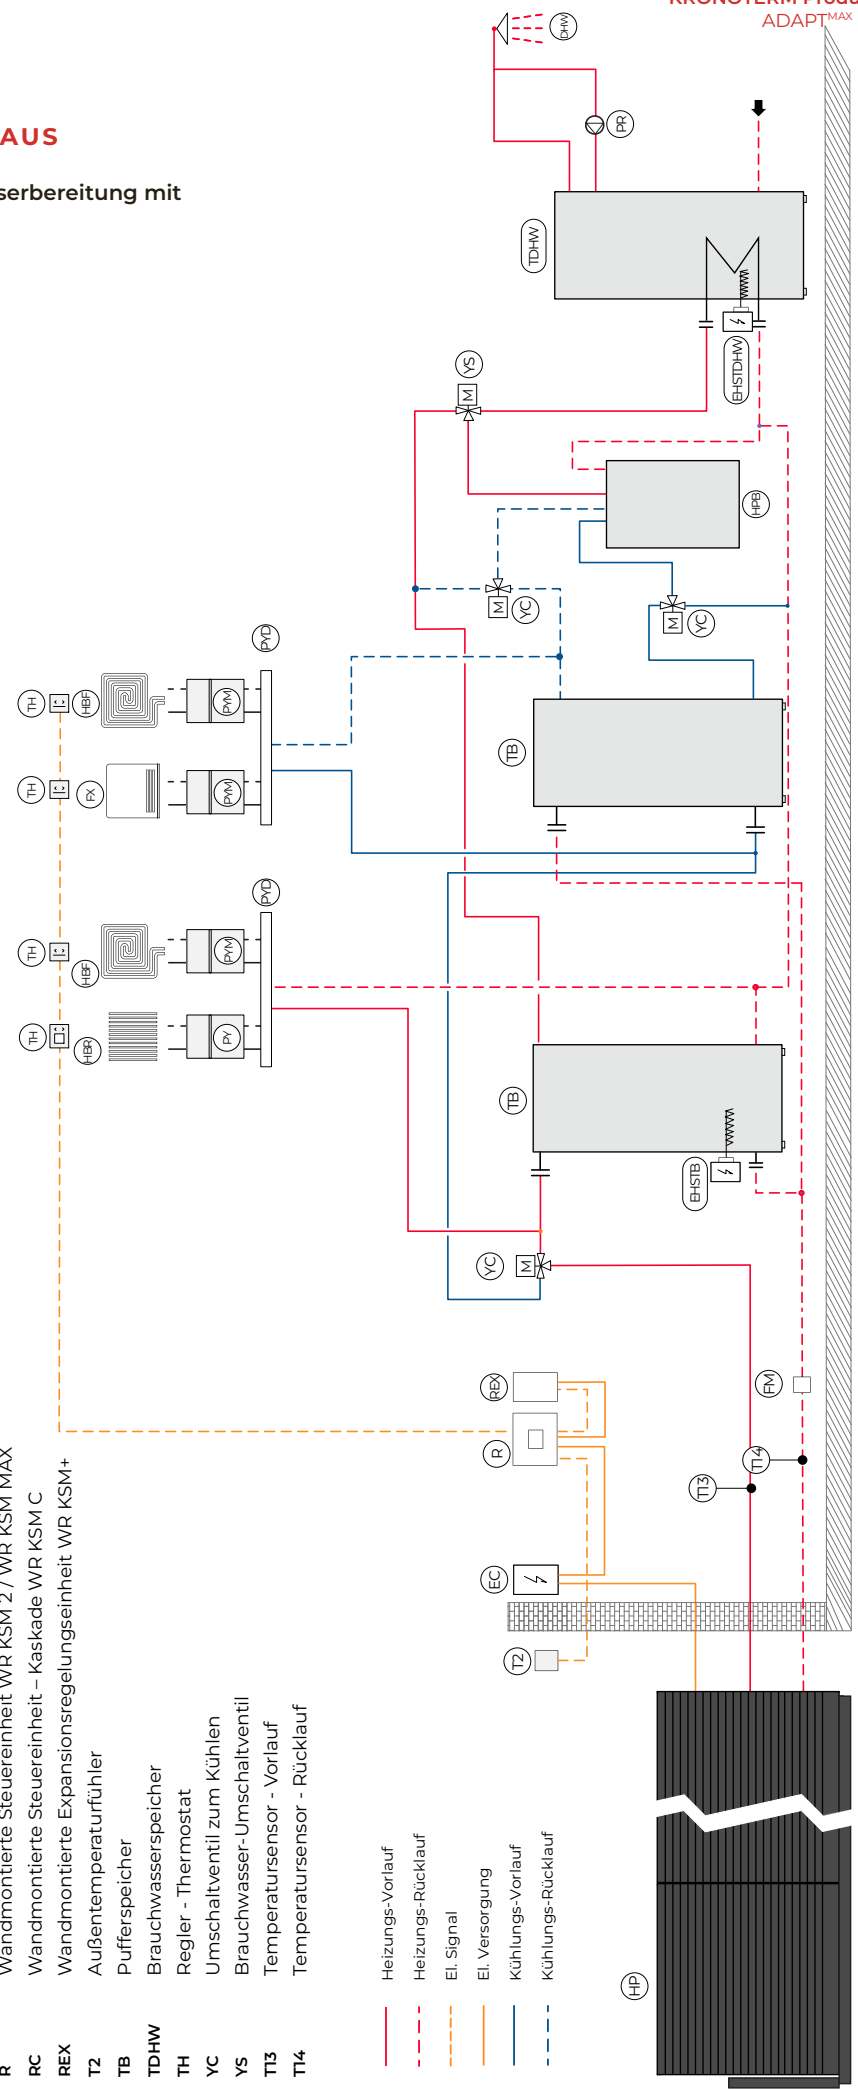 KRONOTERM Produ
ADAPTMAX
AUS
serbereitung mit
R Wandmontierte Steuereinheit WR KSM 2 / WR KSM MAX
RC Wandmontierte Steuereinheit – Kaskade WR KSM C
REX Wandmontierte Expansionsregelungseinheit WR KSM+
T2 Außentemperaturfühler
TB Pufferspeicher
TDHW Brauchwasserspeicher
TH Regler - Thermostat
YC Umschaltventil zum Kühlen
YS Brauchwasser-Umschaltventil
T13 Temperatursensor - Vorlauf
T14 Temperatursensor - Rücklauf
Heizungs-Vorlauf
Heizungs-Rücklauf
El. Signal
El. Versorgung
Kühlungs-Vorlauf
Kühlungs-Rücklauf
HP
T2
EC
R
REX
T13
T14
FM
YC
M
EHSTB
TB
TH
HBR
PY
TH
HBF
PYM
PYD
TH
FX
PYM
TH
HBF
PYM
PYD
TB
M
YC
M
YC
HPB
M
YS
EHSTDHW
TDHW
PR
DHW